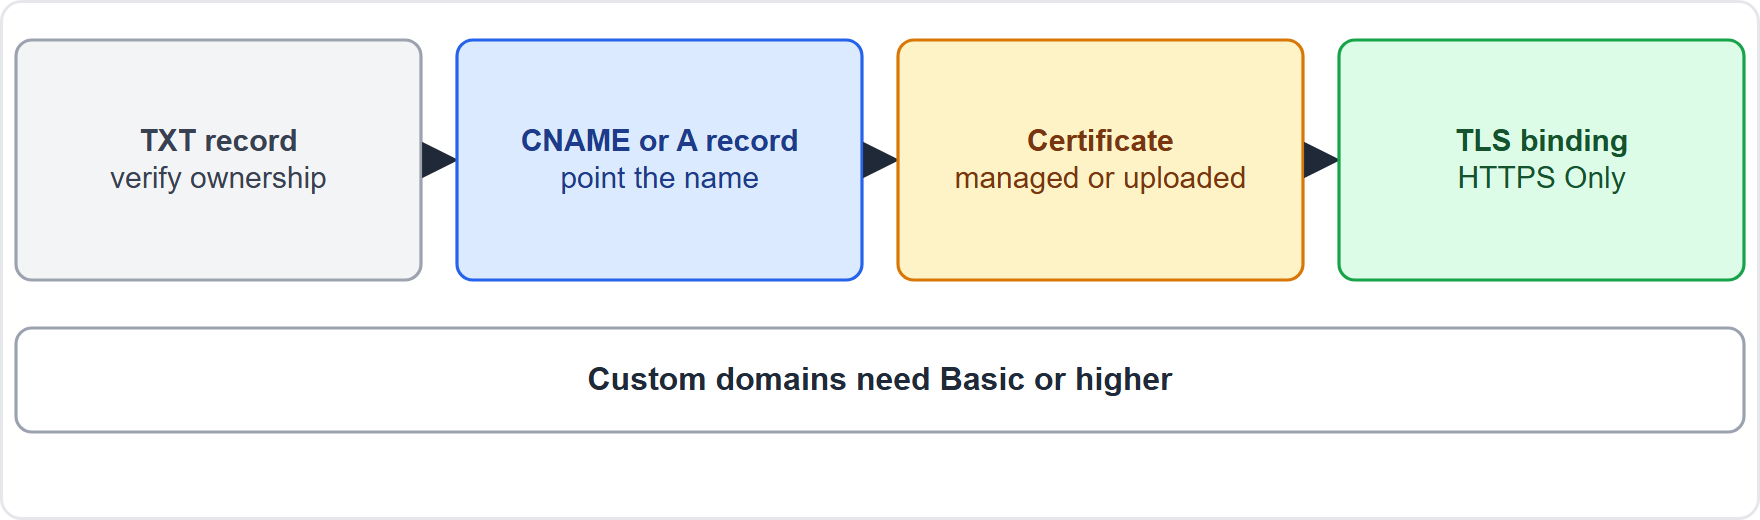 TXT record
verify ownership
CNAME or A record
point the name
Certificate
managed or uploaded
TLS binding
HTTPS Only
Custom domains need Basic or higher